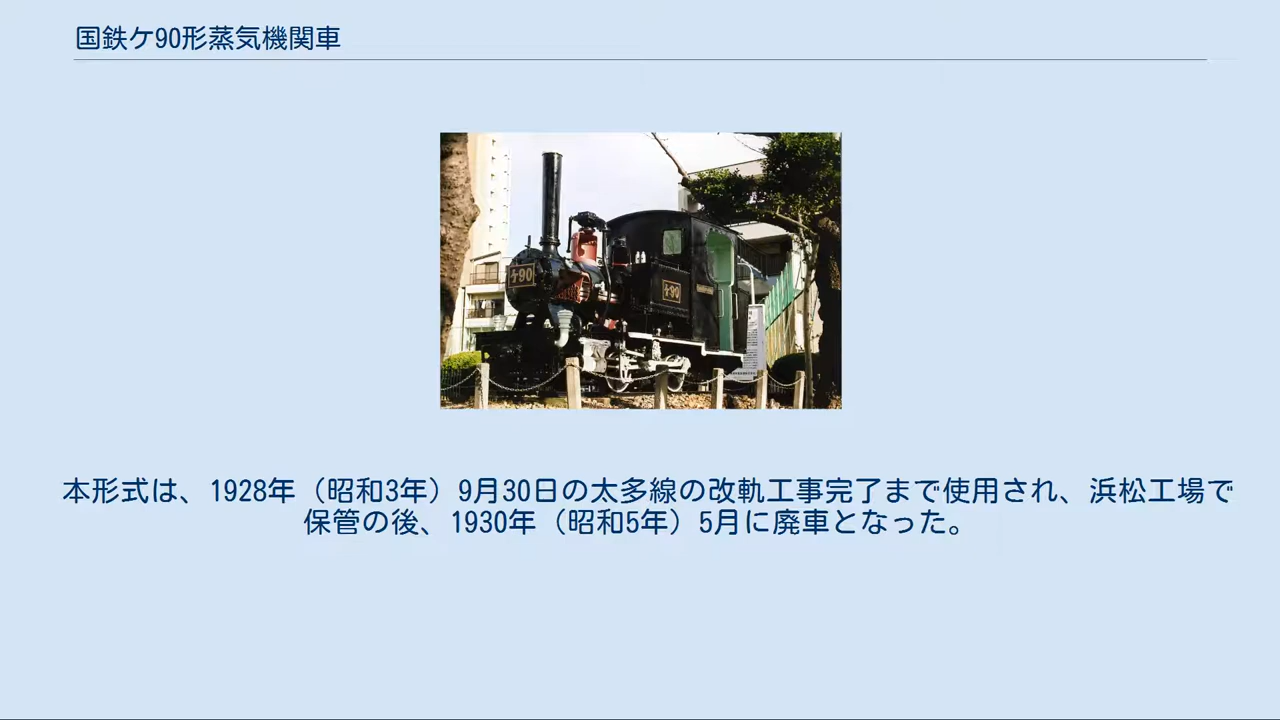 国鉄ケ90形蒸気機関車
ケ90
ケ90
本形式は、1928年（昭和3年）9月30日の太多線の改軌工事完了まで使用され、浜松工場で
保管の後、1930年（昭和5年）5月に廃車となった。